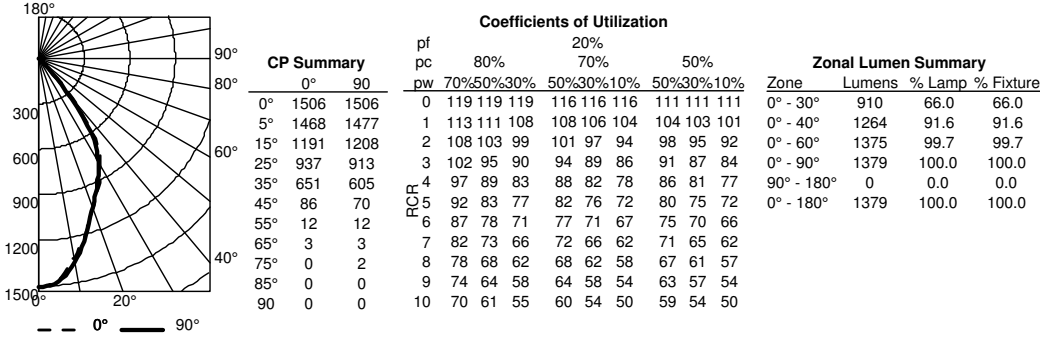 180°
90°
80°
60°
40°
300
600
900
1200
1500
0°
20°
0° 90°
CP Summary
0° 90
0° 1506 1506
5° 1468 1477
15° 1191 1208
25° 937 913
35° 651 605
45° 86 70
55° 12 12
65° 3 3
75° 0 2
85° 0 0
90 0 0
Coefficients of Utilization
pf 20%
pc 80% 70% 50%
pw 70%50%30% 50%30%10% 50%30%10%
RCR
0 119 119 119 116 116 116 111 111 111
1 113 111 108 108 106 104 104 103 101
2 108 103 99 101 97 94 98 95 92
3 102 95 90 94 89 86 91 87 84
4 97 89 83 88 82 78 86 81 77
5 92 83 77 82 76 72 80 75 72
6 87 78 71 77 71 67 75 70 66
7 82 73 66 72 66 62 71 65 62
8 78 68 62 68 62 58 67 61 57
9 74 64 58 64 58 54 63 57 54
10 70 61 55 60 54 50 59 54 50
Zonal Lumen Summary
Zone Lumens % Lamp % Fixture
0° - 30° 910 66.0 66.0
0° - 40° 1264 91.6 91.6
0° - 60° 1375 99.7 99.7
0° - 90° 1379 100.0 100.0
90° - 180° 0 0.0 0.0
0° - 180° 1379 100.0 100.0